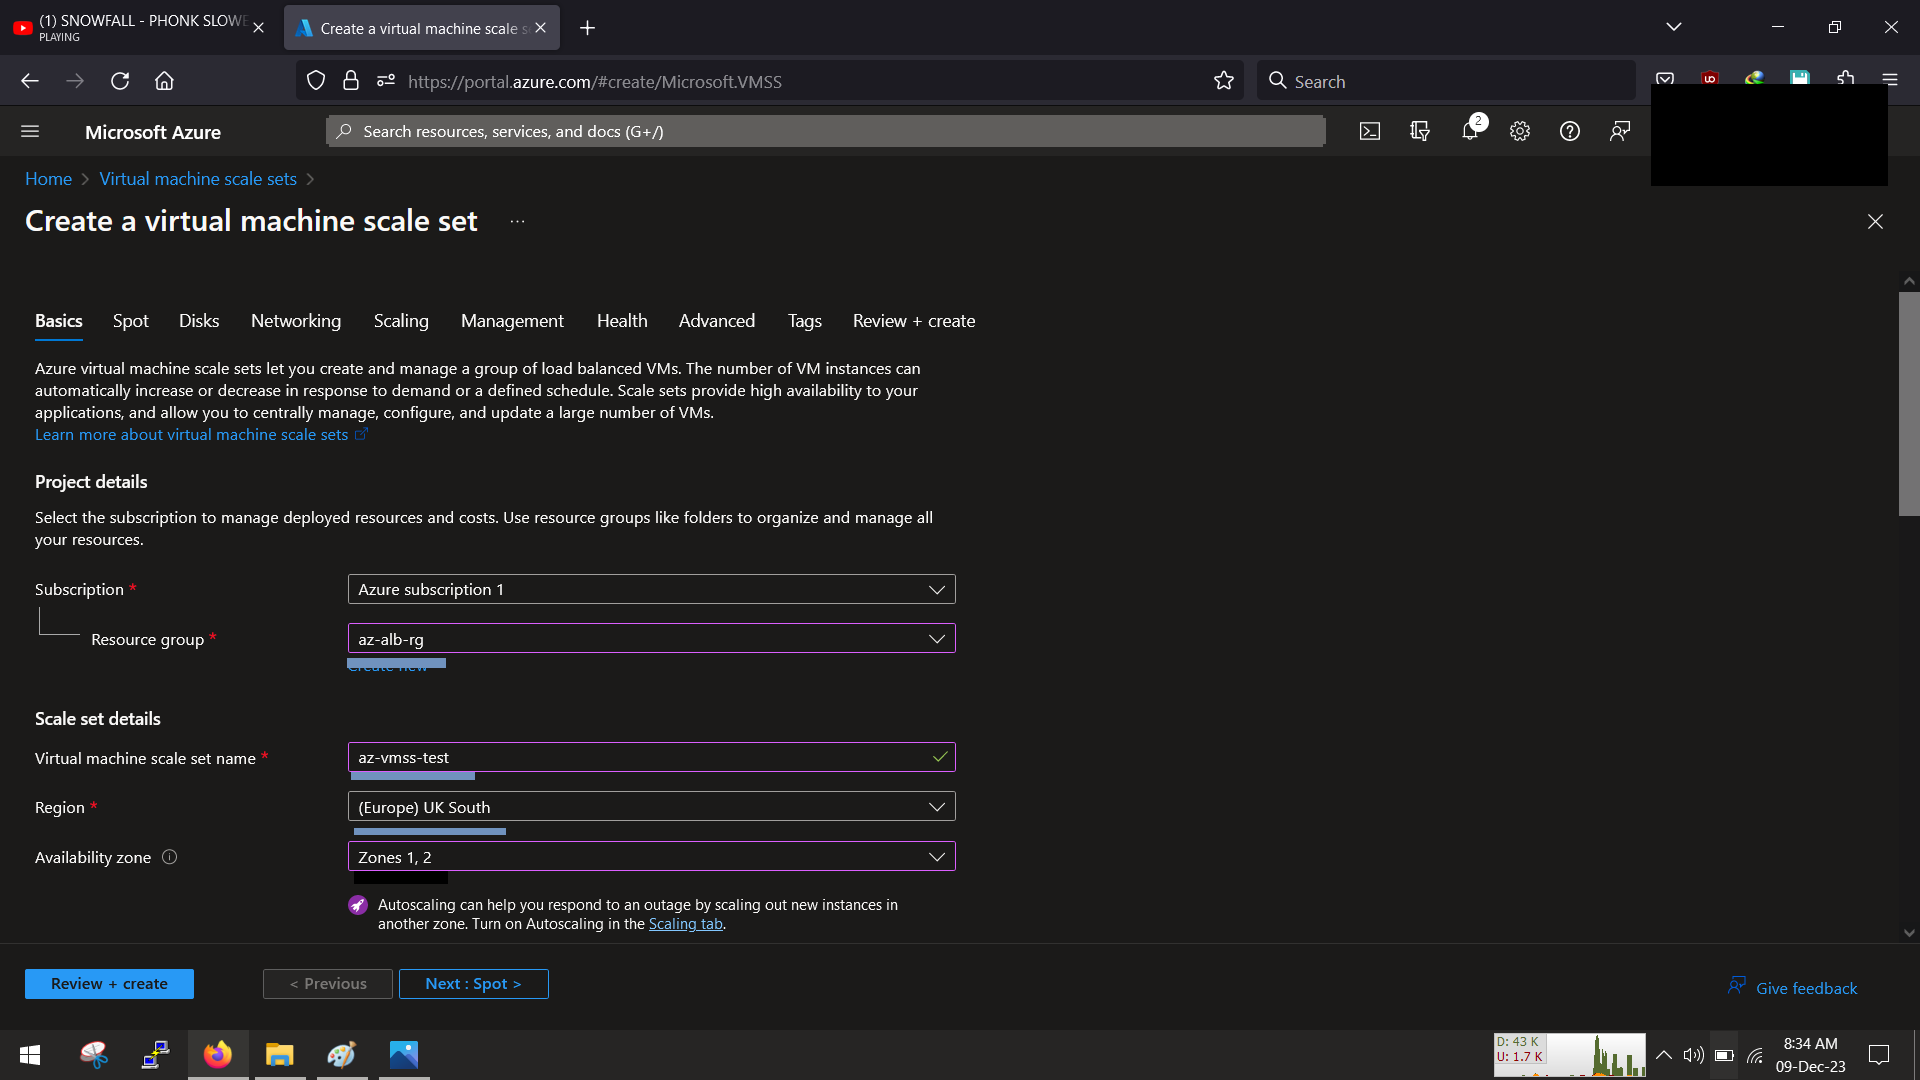 (1) SNOWFALL - PHONK SLOWE
PLAYING
Create a virtual machine scale s
https://portal.azure.com/#create/Microsoft.VMSS
Search
Microsoft Azure
Search resources, services, and docs (G+/)
2
Home > Virtual machine scale sets >
Create a virtual machine scale set ...
Basics Spot Disks Networking Scaling Management Health Advanced Tags Review + create
Azure virtual machine scale sets let you create and manage a group of load balanced VMs. The number of VM instances can
automatically increase or decrease in response to demand or a defined schedule. Scale sets provide high availability to your
applications, and allow you to centrally manage, configure, and update a large number of VMs.
Learn more about virtual machine scale sets
Project details
Select the subscription to manage deployed resources and costs. Use resource groups like folders to organize and manage all
your resources.
Subscription *
Azure subscription 1
Resource group *
az-alb-rg
Create new
Scale set details
Virtual machine scale set name *
az-vmss-test
Region *
(Europe) UK South
Availability zone
Zones 1, 2
Autoscaling can help you respond to an outage by scaling out new instances in
another zone. Turn on Autoscaling in the Scaling tab.
Review + create
< Previous
Next : Spot >
Give feedback
D: 43 K
U: 1.7 K
8:34 AM
09-Dec-23